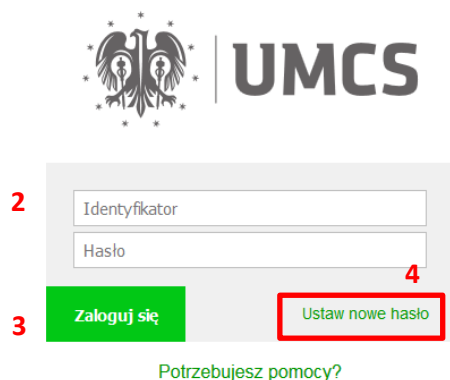 UMCS
2
Identyfikator
Hasło
4
3
Zaloguj się
Ustaw nowe hasło
Potrzebujesz pomocy?